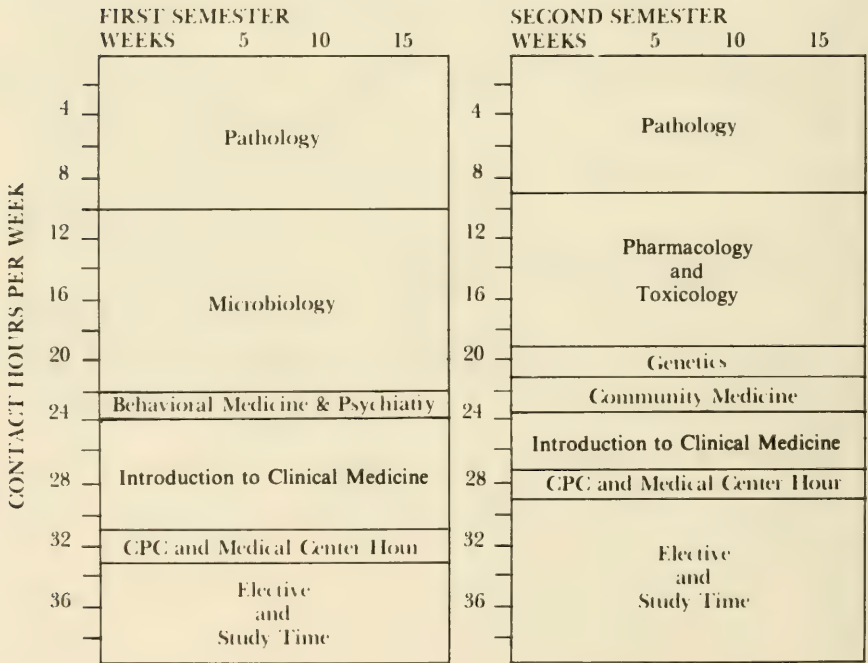 FIRST SEMESTER
WEEKS 5 10 15
CONTACT HOURS PER WEEK
4
8
12
16
20
24
28
32
36
Pathology
Microbiology
Behavioral Medicine & Psychiatry
Introduction to Clinical Medicine
CPC and Medical Center Hour
Elective
and
Study Time
SECOND SEMESTER
WEEKS 5 10 15
4
8
12
16
20
24
28
32
36
Pathology
Pharmacology
and
Toxicology
Genetics
Community Medicine
Introduction to Clinical Medicine
CPC and Medical Center Hour
Elective
and
Study Time